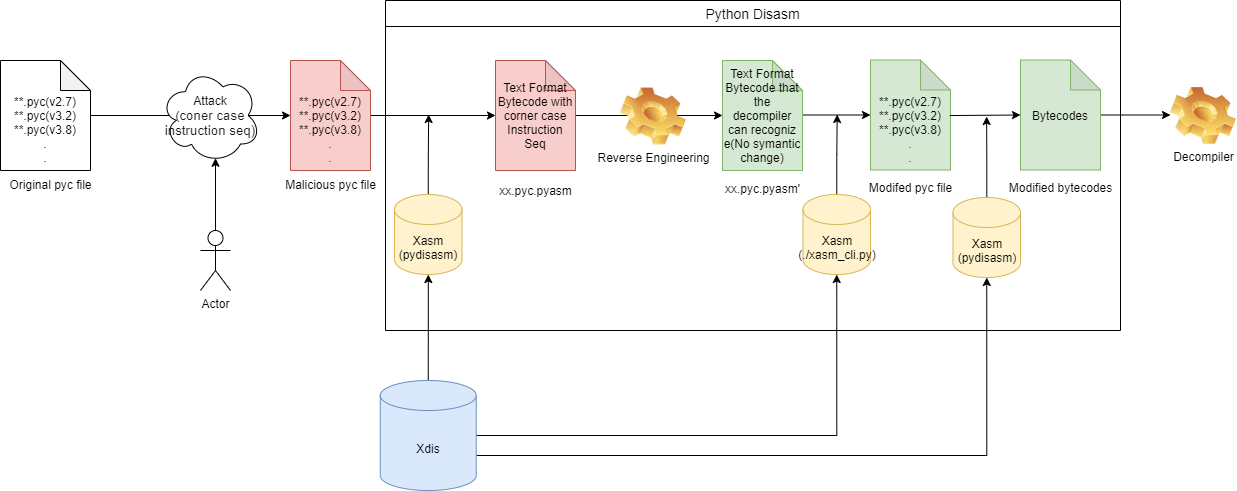 Python Disasm
**.pyc(v2.7)
**.pyc(v3.2)
**.pyc(v3.8)
.
.
Original pyc file
Attack
(coner case
instruction seq)
Actor
**.pyc(v2.7)
**.pyc(v3.2)
**.pyc(v3.8)
.
.
Malicious pyc file
Text Format
Bytecode with
corner case
Instruction
Seq
xx.pyc.pyasm
Reverse Engineering
Text Format
Bytecode that
the
decompiler
can recogniz
e(No symantic
change)
xx.pyc.pyasm'
**.pyc(v2.7)
**.pyc(v3.2)
**.pyc(v3.8)
.
.
Modifed pyc file
Bytecodes
Modified bytecodes
Decompiler
Xasm
(pydisasm)
Xasm
(./xasm_cli.py)
Xasm
(pydisasm)
Xdis